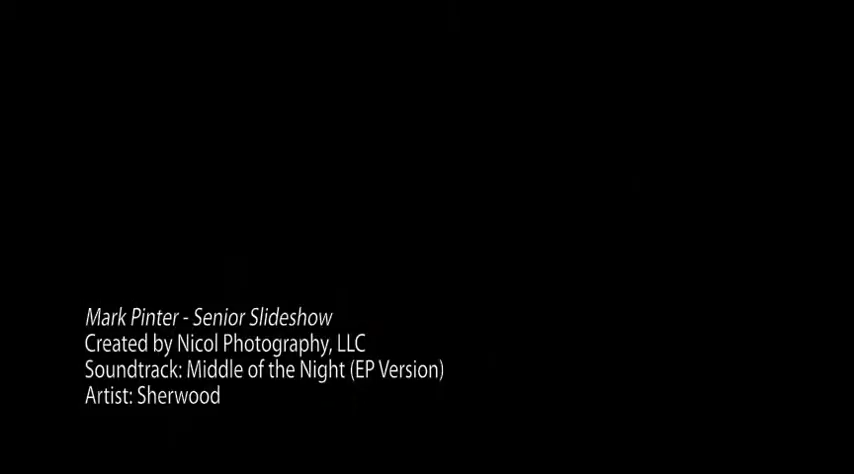 Mark Pinter - Senior Slideshow
Created by Nicol Photography, LLC
Soundtrack: Middle of the Night (EP Version)
Artist: Sherwood